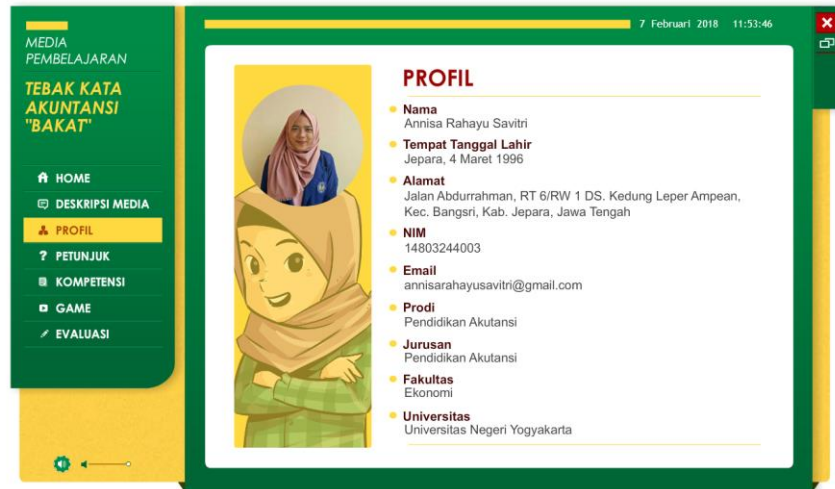 7 Februari 2018 11:53:46
MEDIA
PEMBELAJARAN
TEBAK KATA
AKUNTANSI
"BAKAT"
HOME
DESKRIPSI MEDIA
PROFIL
PETUNJUK
KOMPETENSI
GAME
EVALUASI
PROFIL
Nama
Annisa Rahayu Savitri
Tempat Tanggal Lahir
Jepara, 4 Maret 1996
Alamat
Jalan Abdurrahman, RT 6/RW 1 DS. Kedung Leper Ampean,
Kec. Bangsri, Kab. Jepara, Jawa Tengah
NIM
14803244003
Email
annisarahayusavitri@gmail.com
Prodi
Pendidikan Akutansi
Jurusan
Pendidikan Akutansi
Fakultas
Ekonomi
Universitas
Universitas Negeri Yogyakarta